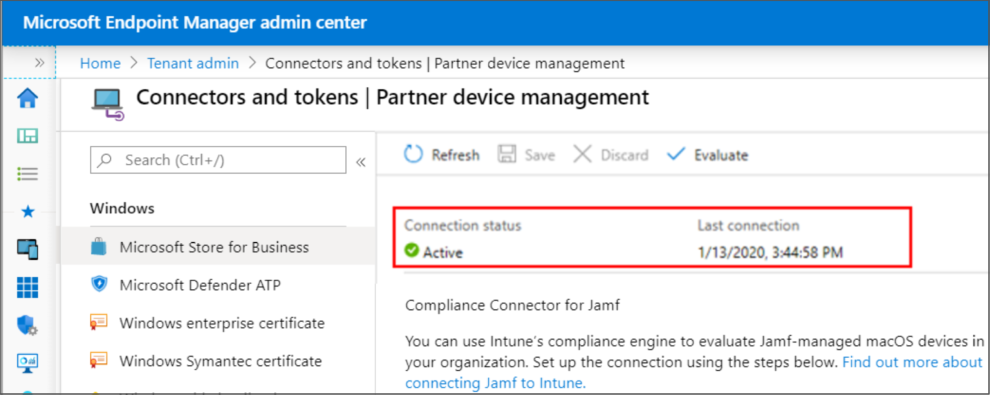 Microsoft Endpoint Manager admin center
» Home > Tenant admin > Connectors and tokens | Partner device management
Connectors and tokens | Partner device management
Search (Ctrl+/) «
Refresh Save Discard Evaluate
Windows
Microsoft Store for Business
Microsoft Defender ATP
Windows enterprise certificate
Windows Symantec certificate
Connection status Last connection
Active 1/13/2020, 3:44:58 PM
Compliance Connector for Jamf
You can use Intune's compliance engine to evaluate Jamf-managed macOS devices in
your organization. Set up the connection using the steps below. Find out more about
connecting Jamf to Intune.